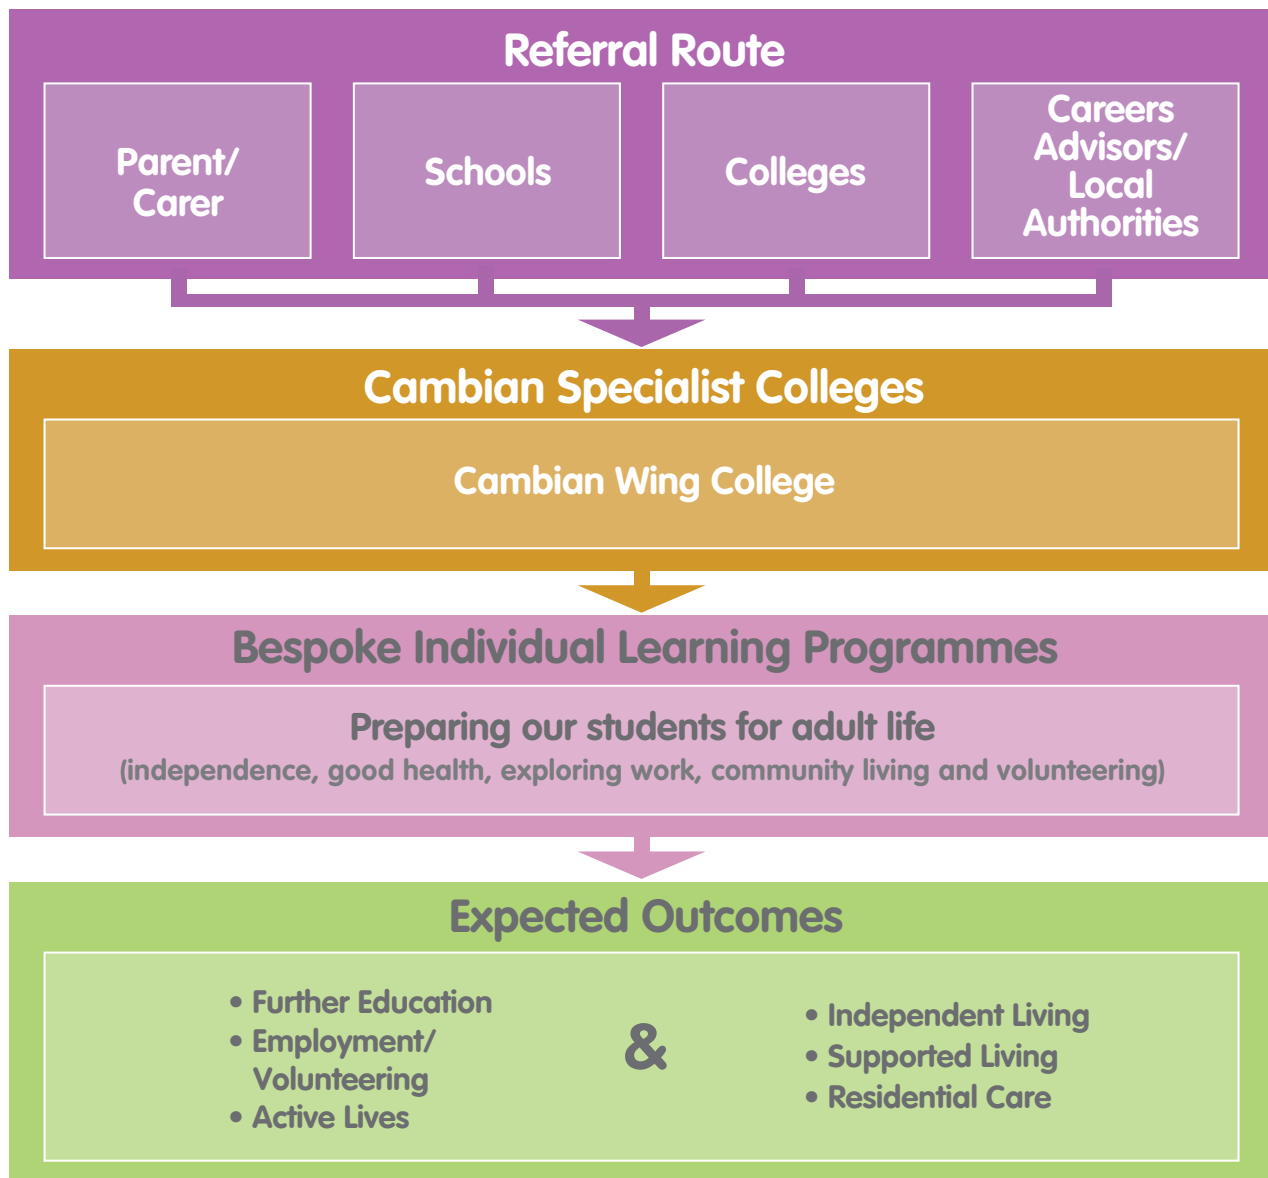 Referral Route
Parent/
Carer
Schools
Colleges
Careers
Advisors/
Local
Authorities
Cambian Specialist Colleges
Cambian Wing College
Bespoke Individual Learning Programmes
Preparing our students for adult life
(independence, good health, exploring work, community living and volunteering)
Expected Outcomes
• Further Education
• Employment/
Volunteering
• Active Lives
&
• Independent Living
• Supported Living
• Residential Care